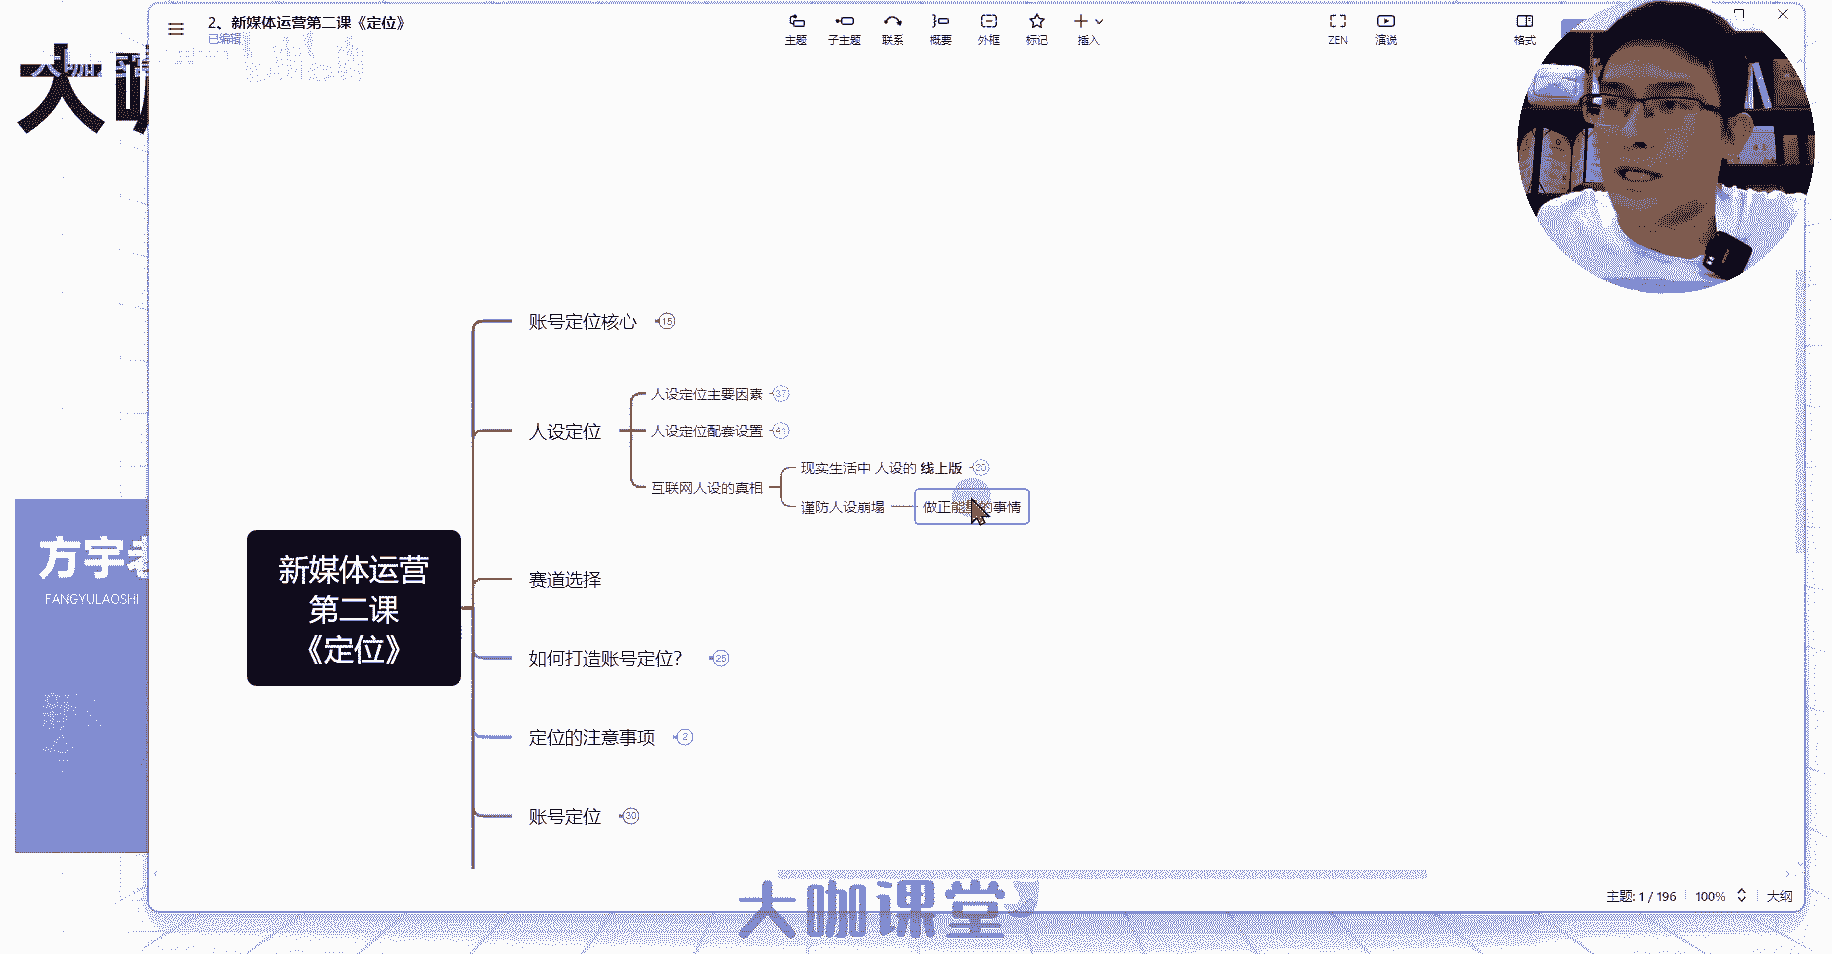 2、新媒体运营第二课《定位》
已编辑
主题
子主题
联系
概要
外框
标记
插入
ZEN
演说
格式
大咖
账号定位核心
15
人设定位主要因素
37
人设定位
人设定位配套设置
41
现实生活中 人设的 线上版
20
互联网人设的真相
谨防人设崩塌
做正能量的事情
方宇老
FANGYULAOSHI
新媒体运营
第二课
《定位》
赛道选择
如何打造账号定位？
25
定位的注意事项
2
账号定位
30
大咖课堂
主题: 1 / 196
100%
大纲